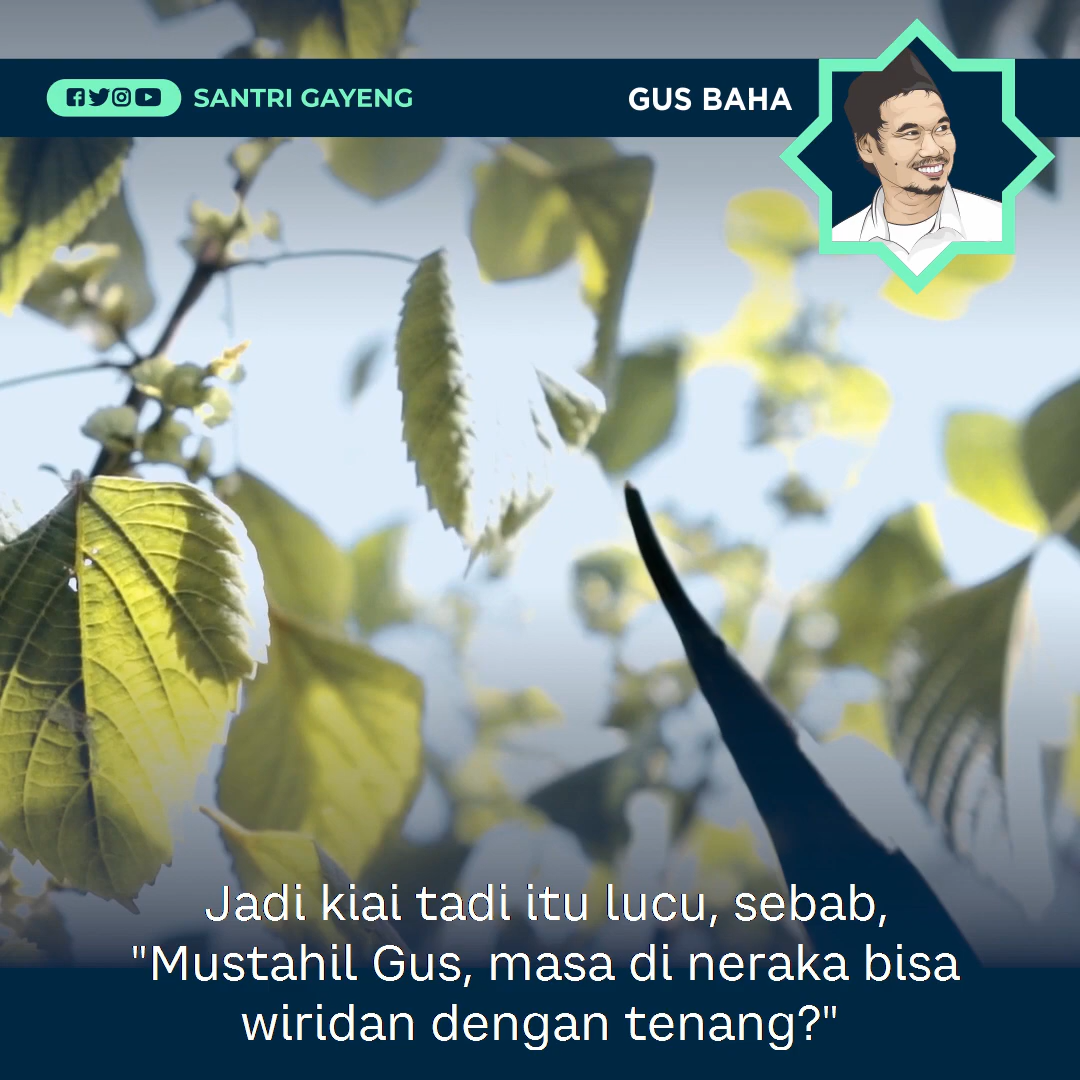 SANTRI GAYENG
GUS BAHA
Jadi kiai tadi itu lucu, sebab,
"Mustahil Gus, masa di neraka bisa
wiridan dengan tenang?"